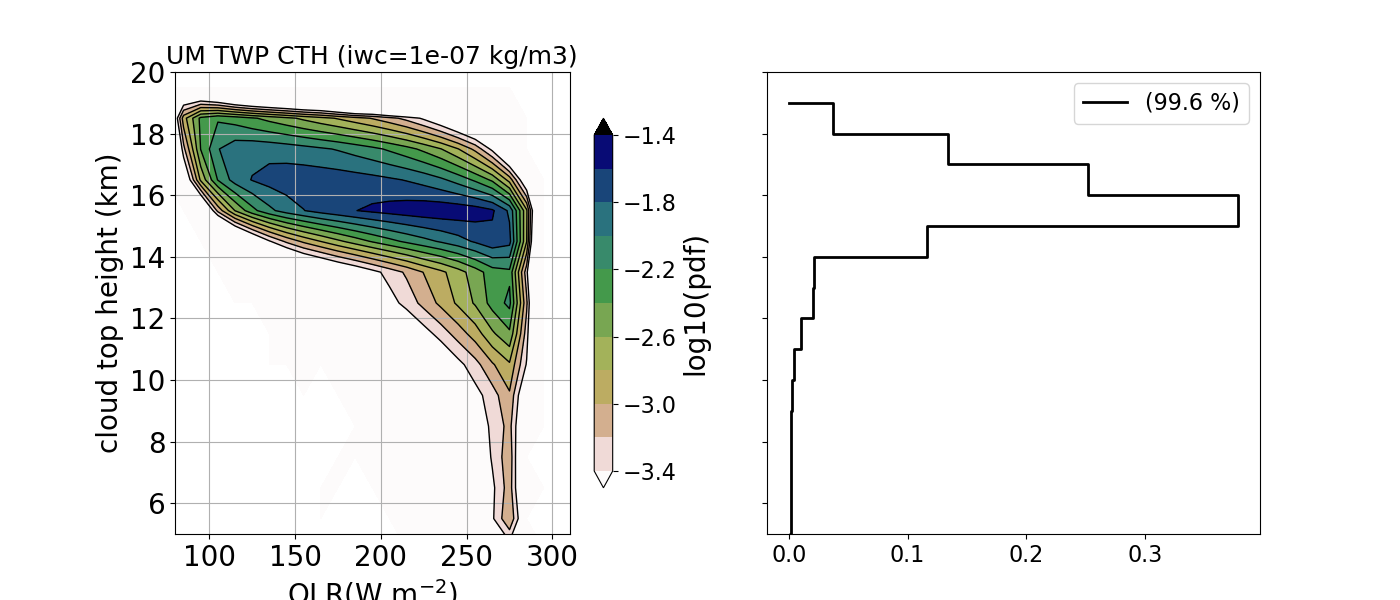 UM TWP CTH (iwc=1e-07 kg/m3)
cloud top height (km)
20
18
16
14
12
10
8
6
100 150 200 250 300
OLR(W m−2)
−1.4
−1.8
−2.2
−2.6
−3.0
−3.4
log10(pdf)
(99.6 %)
0.0 0.1 0.2 0.3